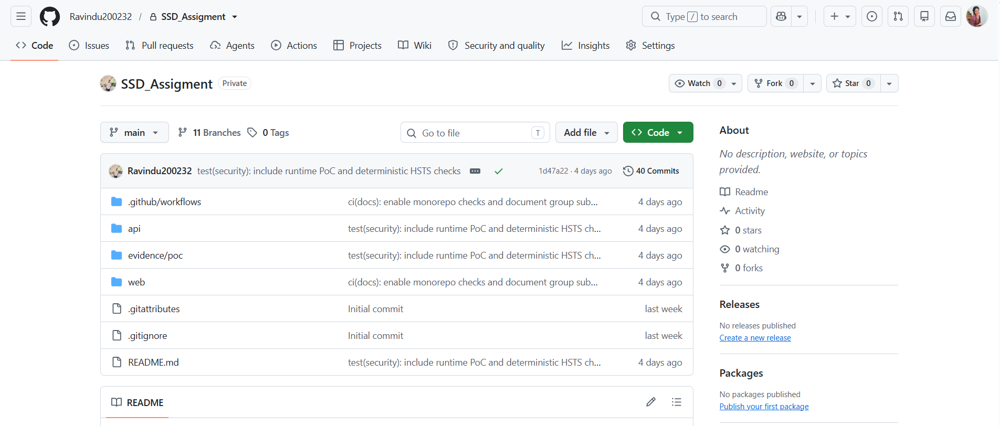 Ravindu200232 / SSD_Assigment
Type / to search
Code Issues Pull requests Agents Actions Projects Wiki Security and quality Insights Settings
SSD_Assigment Private
Watch 0 Fork 0 Star 0
main 11 Branches 0 Tags
Go to file T Add file Code
Ravindu200232 test(security): include runtime PoC and deterministic HSTS checks 1d47a22 · 4 days ago 40 Commits
.github/workflows ci(docs): enable monorepo checks and document group sub... 4 days ago
api test(security): include runtime PoC and deterministic HSTS ch... 4 days ago
evidence/poc test(security): include runtime PoC and deterministic HSTS ch... 4 days ago
web ci(docs): enable monorepo checks and document group sub... 4 days ago
.gitattributes Initial commit last week
.gitignore Initial commit last week
README.md test(security): include runtime PoC and deterministic HSTS ch... 4 days ago
README
About
No description, website, or topics
provided.
Readme
Activity
0 stars
0 watching
0 forks
Releases
No releases published
Create a new release
Packages
No packages published
Publish your first package